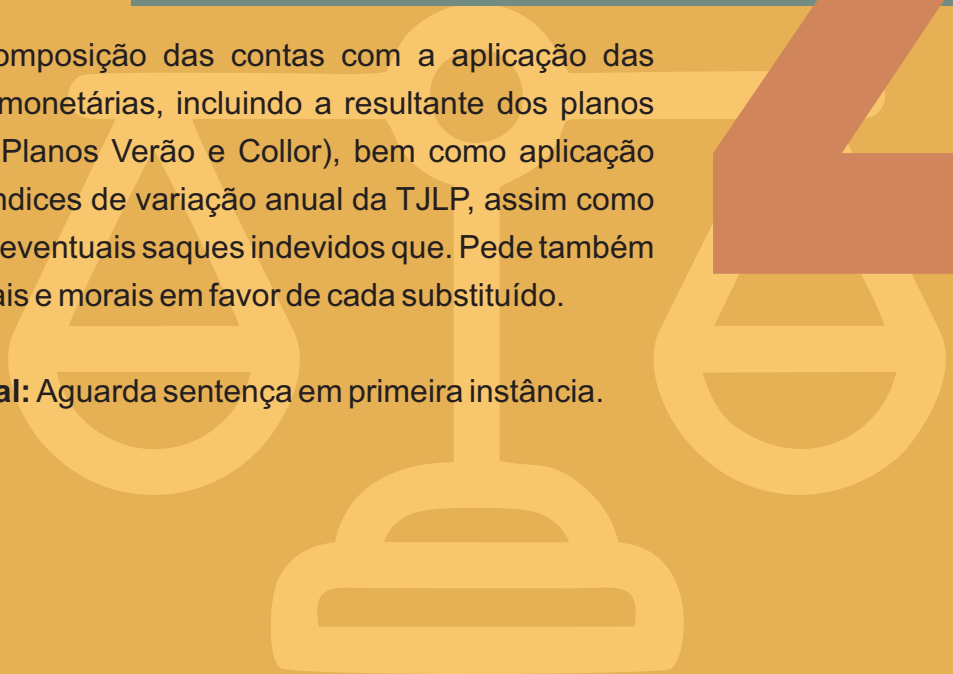 omposição das contas com a aplicação das
monetárias, incluindo a resultante dos planos
Planos Verão e Collor), bem como aplicação
ndices de variação anual da TJLP, assim como
eventuais saques indevidos que. Pede também
ais e morais em favor de cada substituído.
al: Aguarda sentença em primeira instância.